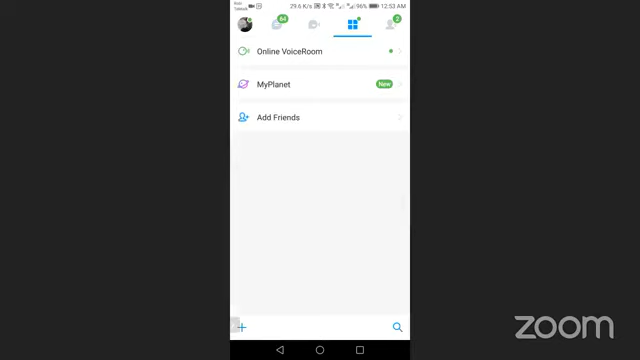 29.6 K/s 96% 12:53 AM
64
2
Online VoiceRoom
MyPlanet New
Add Friends
zoom